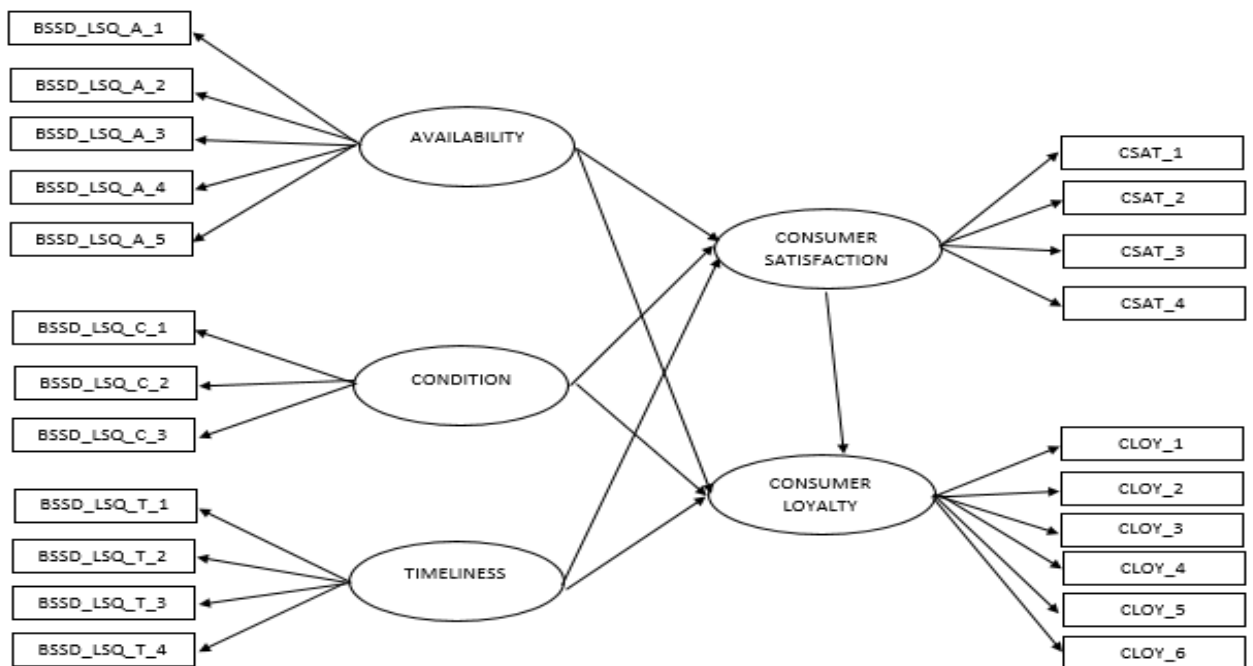 BSSD_LSQ_A_1
BSSD_LSQ_A_2
BSSD_LSQ_A_3
BSSD_LSQ_A_4
BSSD_LSQ_A_5
AVAILABILITY
BSSD_LSQ_C_1
BSSD_LSQ_C_2
BSSD_LSQ_C_3
CONDITION
BSSD_LSQ_T_1
BSSD_LSQ_T_2
BSSD_LSQ_T_3
BSSD_LSQ_T_4
TIMELINESS
CONSUMER
SATISFACTION
CSAT_1
CSAT_2
CSAT_3
CSAT_4
CONSUMER
LOYALTY
CLOY_1
CLOY_2
CLOY_3
CLOY_4
CLOY_5
CLOY_6